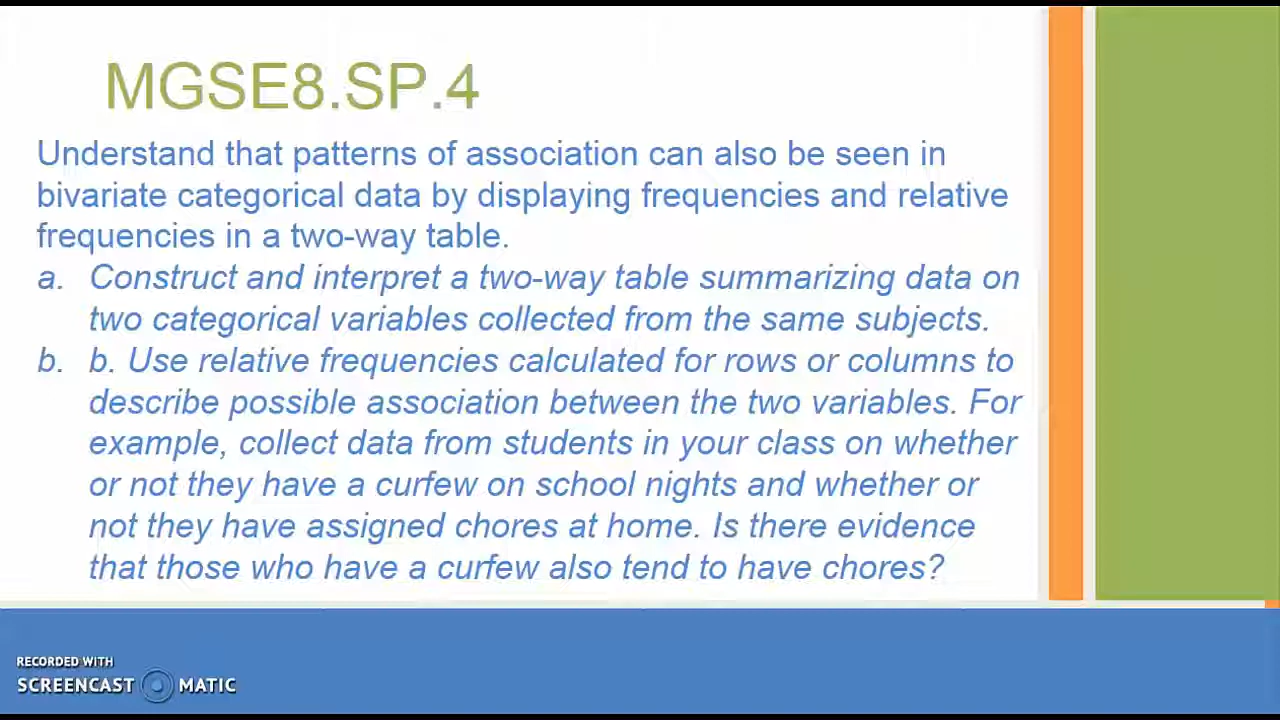 MGSE8.SP.4
Understand that patterns of association can also be seen in
bivariate categorical data by displaying frequencies and relative
frequencies in a two-way table.
a. Construct and interpret a two-way table summarizing data on
two categorical variables collected from the same subjects.
b. b. Use relative frequencies calculated for rows or columns to
describe possible association between the two variables. For
example, collect data from students in your class on whether
or not they have a curfew on school nights and whether or
not they have assigned chores at home. Is there evidence
that those who have a curfew also tend to have chores?
RECORDED WITH
SCREENCAST MATIC